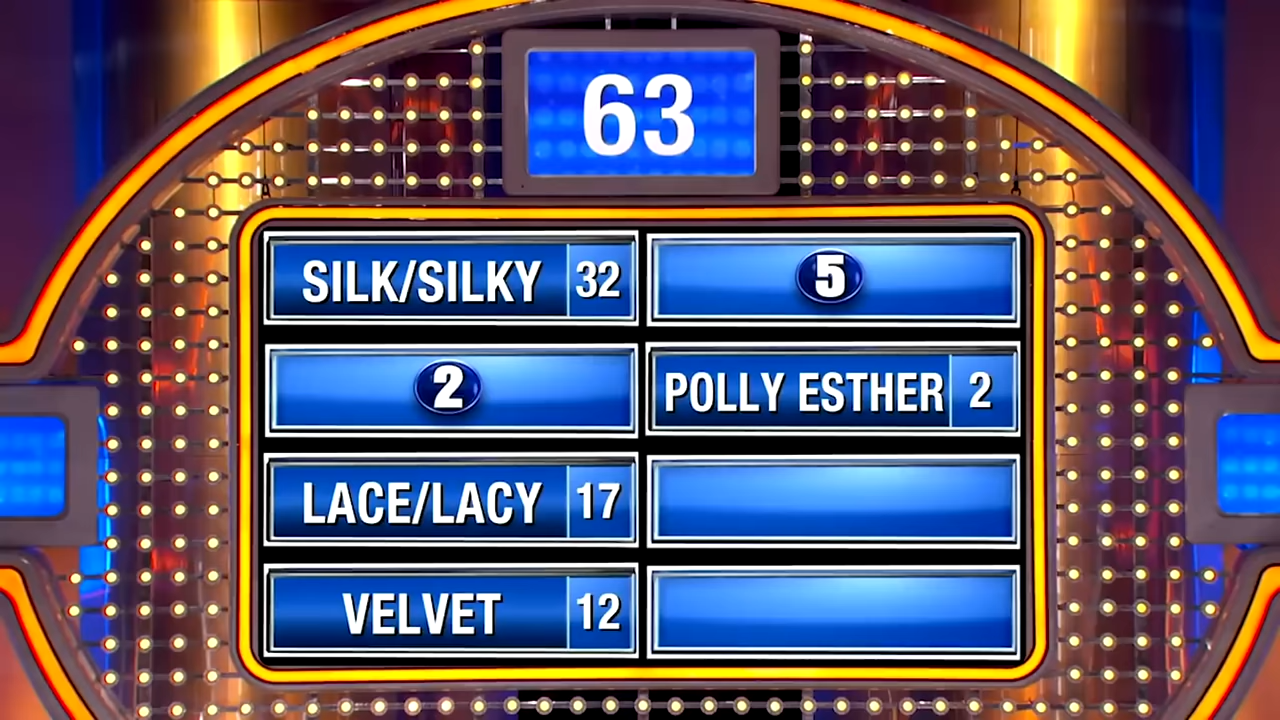 63
SILK/SILKY 32
2
LACE/LACY 17
VELVET 12
5
POLLY ESTHER 2